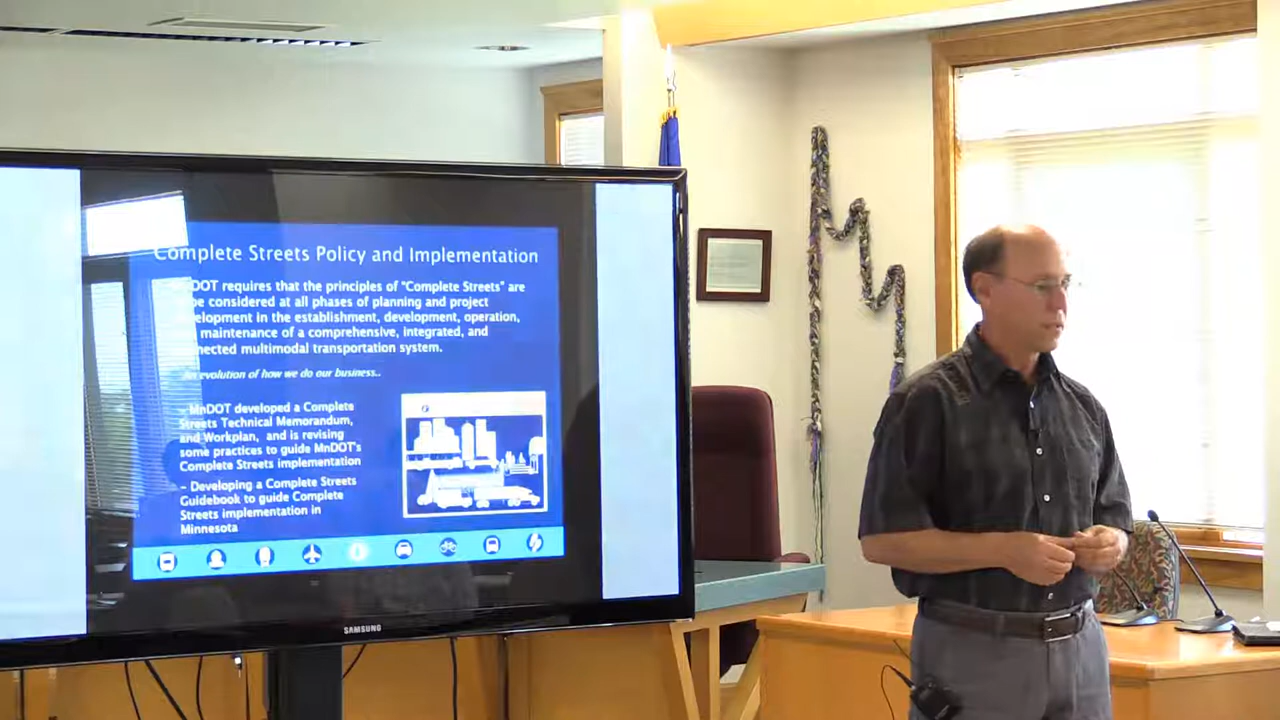 Complete Streets Policy and Implementation
MnDOT requires that the principles of "Complete Streets" are
be considered at all phases of planning and project
development in the establishment, development, operation,
maintenance of a comprehensive, integrated, and
connected multimodal transportation system.
An evolution of how we do our business..
- MnDOT developed a Complete
Streets Technical Memorandum,
and Workplan, and is revising
some practices to guide MnDOT's
Complete Streets implementation
- Developing a Complete Streets
Guidebook to guide Complete
Streets implementation in
Minnesota
SAMSUNG